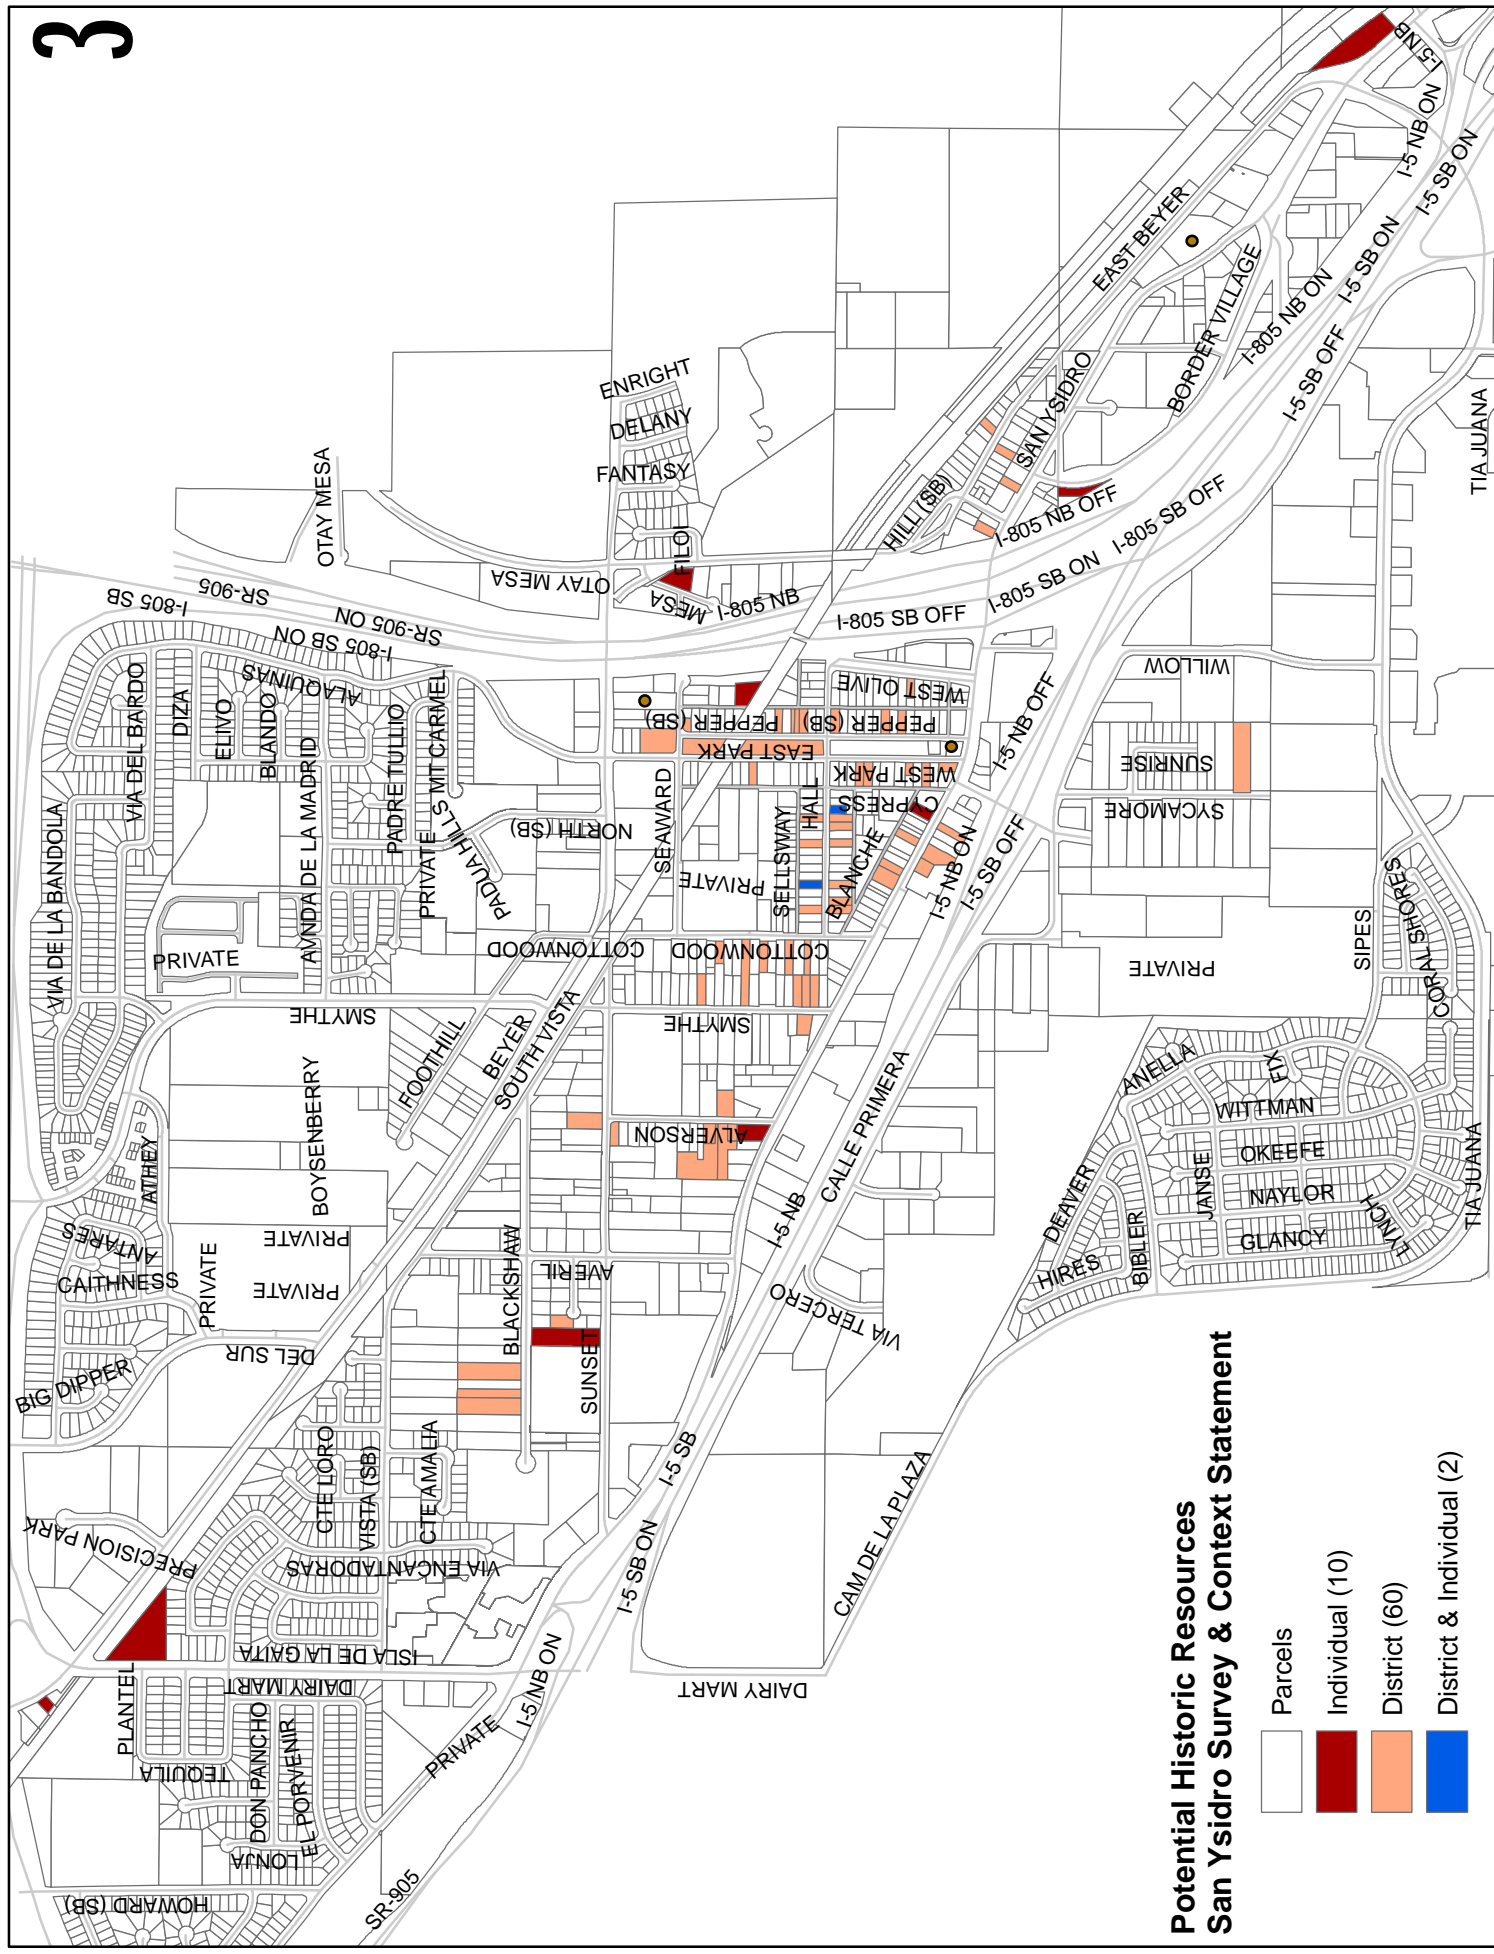 3
I-805 SB
SR-905
SR-905 ON
I-805 SB ON
OTAY MESA
OTAY MESA
VIA DEL BARDO
DIZA
ELIVO
BLANDO
ALAQUINAS
AVNDA DE LA MADRID
PADRE TULLIO
PRIVATE
MT CARMEL
PADUA HILLS
NORTH (SB)
VIA DE LA BANDOLA
PRIVATE
SMYTHE
COTTONWOOD
FOOTHILL
BEYER
SOUTH VISTA
BOYSENBERRY
ATHEY
ANTARES
CAITHNESS
PRIVATE
PRIVATE
PRIVATE
DEL SUR
BIG DIPPER
PRECISION PARK
CTE LORO
VISTA (SB)
CTE AMALIA
VIA ENCANTADORAS
ISLA DE LA GAITA
DAIRY MART
PLANTEL
TEQUILA
DON PANCHO
EL PORVENIR
LONJA
HOWARD (SB)
SR-905
PRIVATE
I-5 NB ON
I-5 SB ON
I-5 SB
DAIRY MART
CAM DE LA PLAZA
ENRIGHT
DELANY
FANTASY
FILOI
MESA
I-805 NB
I-805 SB OFF
I-805 SB ON
I-805 NB OFF
I-805 SB OFF
HILL (SB)
SAN YSIDRO
EAST BEYER
BORDER VILLAGE
I-805 NB ON
I-5 SB OFF
I-5 SB ON
I-5 SB ON
I-5 NB ON
I-5 NB
SEAWARD
PEPPER (SB)
PEPPER (SB)
EAST PARK
WEST OLIVE
WEST PARK
CYPRESS
HALL
SELLSWAY
BLANCHE
PRIVATE
COTTONWOOD
COTTONWOOD
SMYTHE
ALVERSON
BLACKSHAW
AVERIL
SUNSET
I-5 NB
CALLE PRIMERA
VIA TERCERO
I-5 NB ON
I-5 SB OFF
I-5 NB OFF
WILLOW
SUNRISE
SYCAMORE
PRIVATE
SIPES
CORAL SHORES
TIA JUANA
TIA JUANA
ANELLA
FIX
WITTMAN
OKEEFE
JANSE
NAYLOR
GLANCY
LYNCH
DEAVER
BIBLER
HIRES
Potential Historic Resources
San Ysidro Survey & Context Statement
Parcels
Individual (10)
District (60)
District & Individual (2)